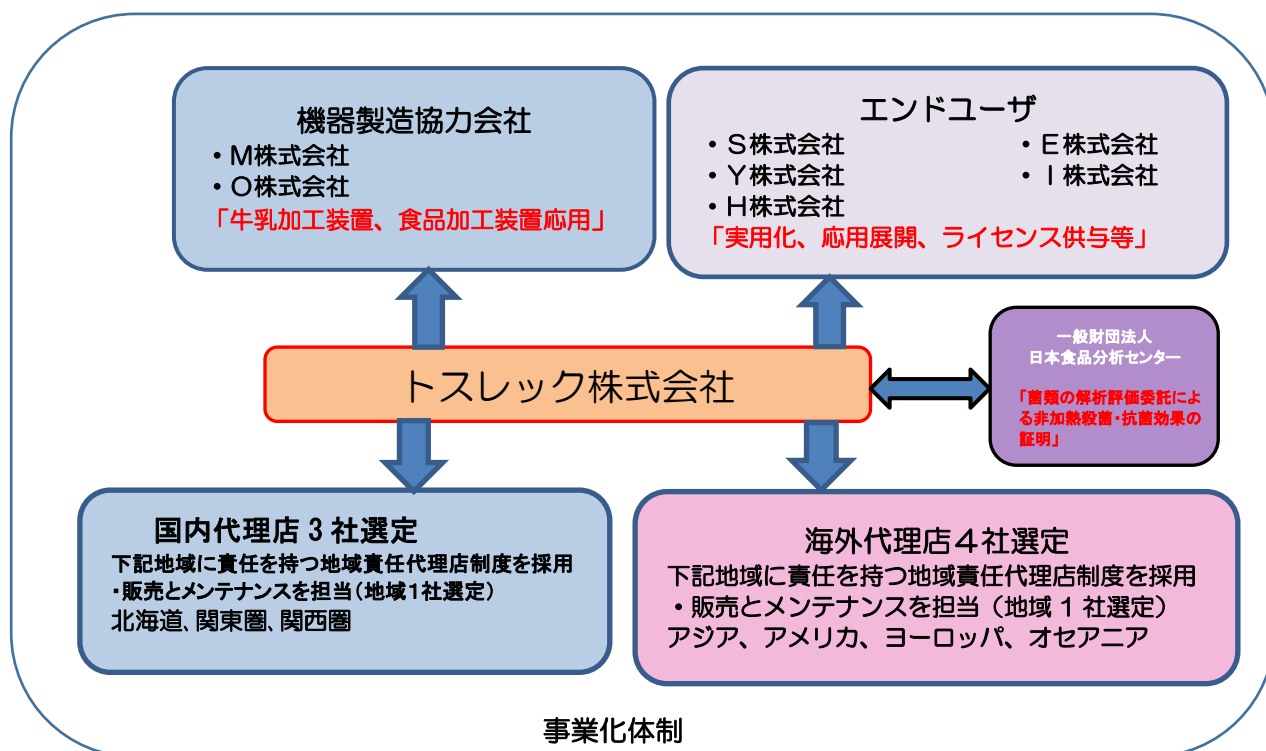 機器製造協力会社
・M株式会社
・O株式会社
「牛乳加工装置、食品加工装置応用」
エンドユーザ
・S株式会社
・E株式会社
・Y株式会社
・I株式会社
・H株式会社
「実用化、応用展開、ライセンス供与等」
トスレック株式会社
一般財団法人
日本食品分析センター
「菌類の解析評価委託によ
る非加熱殺菌・抗菌効果の
証明」
国内代理店3社選定
下記地域に責任を持つ地域責任代理店制度を採用
・販売とメンテナンスを担当(地域1社選定)
北海道、関東圏、関西圏
海外代理店4社選定
下記地域に責任を持つ地域責任代理店制度を採用
・販売とメンテナンスを担当(地域1社選定)
アジア、アメリカ、ヨーロッパ、オセアニア
事業化体制